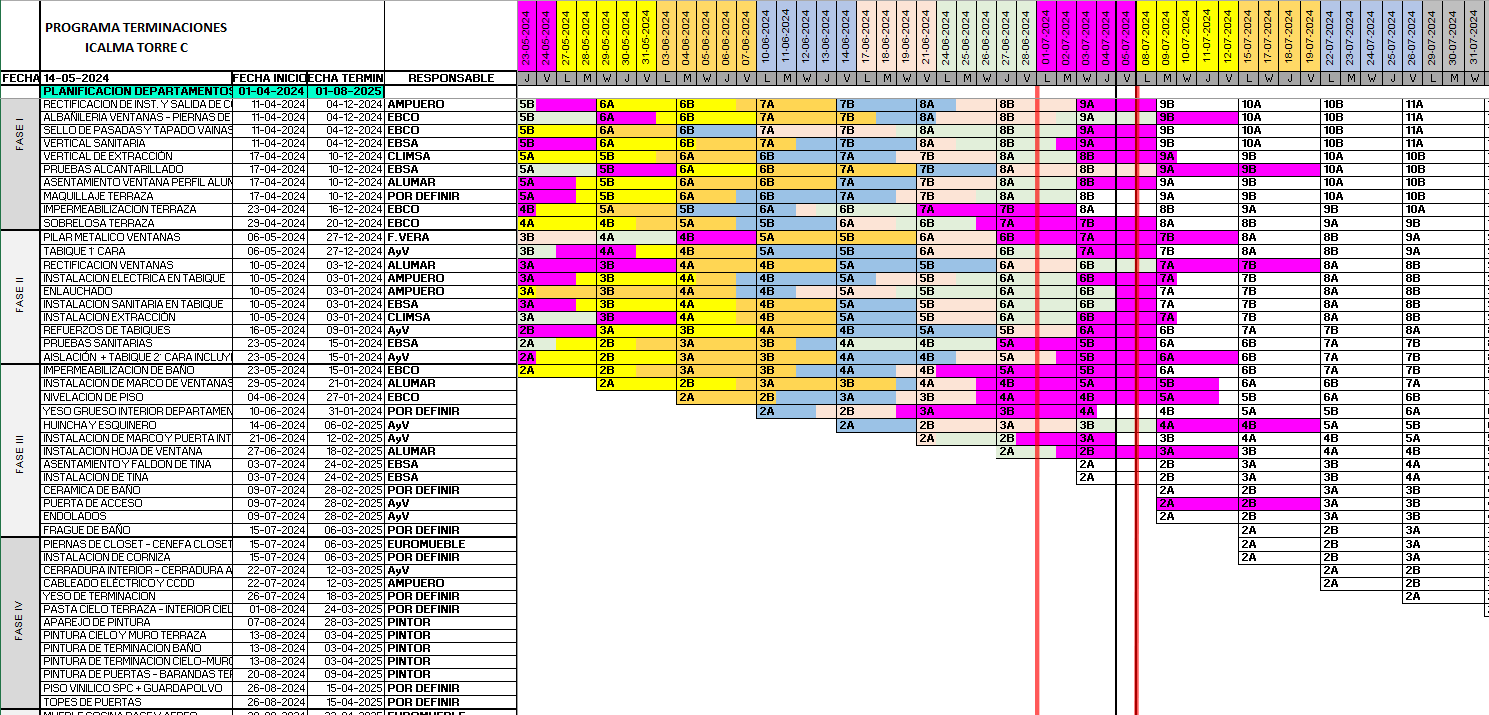 PROGRAMA TERMINACIONES
ICALMA TORRE C
23-05-2024 24-05-2024 27-05-2024 29-05-2024 30-05-2024 31-05-2024 03-06-2024 04-06-2024 05-06-2024 06-06-2024 07-06-2024 10-06-2024 11-06-2024 12-06-2024 13-06-2024 14-06-2024 17-06-2024 18-06-2024 19-06-2024 21-06-2024 24-06-2024 25-06-2024 26-06-2024 27-06-2024 28-06-2024 01-07-2024 02-07-2024 03-07-2024 04-07-2024 05-07-2024 08-07-2024 09-07-2024 10-07-2024 11-07-2024 12-07-2024 15-07-2024 17-07-2024 18-07-2024 19-07-2024 22-07-2024 23-07-2024 24-07-2024 25-07-2024 26-07-2024 29-07-2024 30-07-2024 31-07-2024
FECHA 14-05-2024 FECHA INICIO ECHA TERMIN RESPONSABLE
PLANIFICACION DEPARTAMENTOS 01-04-2024 01-08-2025
FASE I
RECTIFICACION DE INST. Y SALIDA DE C 11-04-2024 04-12-2024 AMPUERO 5B 6A 6B 7A 7B 8A 8B 9A 9B 10A 10B 11A
ALBAÑILERIA VENTANAS - PIERNAS DE 11-04-2024 04-12-2024 EBCO 5B 6A 6B 7A 7B 8A 8B 9A 9B 10A 10B 11A
SELLO DE PASADAS Y TAPADO VAINAS 11-04-2024 04-12-2024 EBCO 5B 6A 6B 7A 7B 8A 8B 9A 9B 10A 10B 11A
VERTICAL SANITARIA 11-04-2024 04-12-2024 EBSA 5B 6A 6B 7A 7B 8A 8B 9A 9B 10A 10B 11A
VERTICAL DE EXTRACCIÓN 17-04-2024 10-12-2024 CLIMSA 5A 5B 6A 6B 7A 7B 8A 8B 9A 9B 10A 10B
PRUEBAS ALCANTARILLADO 17-04-2024 10-12-2024 EBSA 5A 5B 6A 6B 7A 7B 8A 8B 9A 9B 10A 10B
ASENTAMIENTO VENTANA PERFIL ALUM 17-04-2024 10-12-2024 ALUMAR 5A 5B 6A 6B 7A 7B 8A 8B 9A 9B 10A 10B
MAQUILLAJE TERRAZA 17-04-2024 10-12-2024 POR DEFINIR 5A 5B 6A 6B 7A 7B 8A 8B 9A 9B 10A 10B
IMPERMEABILIZACION TERRAZA 23-04-2024 16-12-2024 EBCO 4B 5A 5B 6A 6B 7A 7B 8A 8B 9A 9B 10A
SOBRELOSA TERRAZA 29-04-2024 20-12-2024 EBCO 4A 4B 5A 5B 6A 6B 7A 7B 8A 8B 9A 9B
FASE II
PILAR METALICO VENTANAS 06-05-2024 27-12-2024 F. VERA 3B 4A 4B 5A 5B 6A 6B 7A 7B 8A 8B 9A
TABIQUE 1° CARA 06-05-2024 27-12-2024 AyV 3B 4A 4B 5A 5B 6A 6B 7A 7B 8A 8B 9A
RECTIFICACION VENTANAS 10-05-2024 03-12-2024 ALUMAR 3A 3B 4A 4B 5A 5B 6A 6B 7A 7B 8A 8B
INSTALACION ELECTRICA EN TABIQUE 10-05-2024 03-01-2024 AMPUERO 3A 3B 4A 4B 5A 5B 6A 6B 7A 7B 8A 8B
ENLAUCHADO 10-05-2024 03-01-2024 AMPUERO 3A 3B 4A 4B 5A 5B 6A 6B 7A 7B 8A 8B
INSTALACION SANITARIA EN TABIQUE 10-05-2024 03-01-2024 EBSA 3A 3B 4A 4B 5A 5B 6A 6B 7A 7B 8A 8B
INSTALACION EXTRACCIÓN 10-05-2024 03-01-2024 CLIMSA 3A 3B 4A 4B 5A 5B 6A 6B 7A 7B 8A 8B
REFUERZOS DE TABIQUES 16-05-2024 09-01-2024 AyV 2B 3A 3B 4A 4B 5A 5B 6A 6B 7A 7B 8A
PRUEBAS SANITARIAS 23-05-2024 15-01-2024 EBSA 2A 2B 3A 3B 4A 4B 5A 5B 6A 6B 7A 7B
AISLACIÓN + TABIQUE 2° CARA INCLUYE 23-05-2024 15-01-2024 AyV 2A 2B 3A 3B 4A 4B 5A 5B 6A 6B 7A 7B
FASE III
IMPERMEABILIZACION DE BAÑO 23-05-2024 15-01-2024 EBCO 2A 2B 3A 3B 4A 4B 5A 5B 6A 6B 7A 7B
INSTALACION DE MARCO DE VENTANAS 29-05-2024 21-01-2024 ALUMAR 2A 2B 3A 3B 4A 4B 5A 5B 6A 6B 7A
NIVELACION DE PISO 04-06-2024 27-01-2024 EBCO 2A 2B 3A 3B 4A 4B 5A 5B 6A 6B
YESO GRUESO INTERIOR DEPARTAMEN 10-06-2024 31-01-2024 POR DEFINIR 2A 2B 3A 3B 4A 4B 5A 5B 6A
HUINCHA Y ESQUINERO 14-06-2024 06-02-2024 AyV 2A 2B 3A 3B 4A 4B 5A 5B
INSTALACION DE MARCO Y PUERTA INT 21-06-2024 12-02-2024 AyV 2A 2B 3A 3B 4A 4B 5A
INSTALACION HOJA DE VENTANA 27-06-2024 18-02-2024 ALUMAR 2A 2B 3A 3B 4A 4B
ASENTAMIENTO Y FALDON DE TINA 03-07-2024 24-02-2024 EBSA 2A 2B 3A 3B 4A
INSTALACION DE TINA 03-07-2024 24-02-2024 EBSA 2A 2B 3A 3B 4A
CERAMICA DE BAÑO 09-07-2024 28-02-2024 POR DEFINIR 2A 2B 3A 3B
PUERTA DE ACCESO 09-07-2024 28-02-2025 AyV 2A 2B 3A 3B
ENDOLADOS 09-07-2024 28-02-2025 AyV 2A 2B 3A 3B
FRAGUE DE BAÑO 15-07-2024 06-03-2025 POR DEFINIR 2A 2B 3A
FASE IV
PIERNAS DE CLOSET - CENEFA CLOSET 15-07-2024 06-03-2025 EUROMUEBLE 2A 2B 3A
INSTALACION DE CORNIZA 15-07-2024 06-03-2025 POR DEFINIR 2A 2B 3A
CERRADURA INTERIOR - CERRADURA A 22-07-2024 12-03-2025 AyV 2A 2B
CABLEADO ELÉCTRICO Y CCDD 22-07-2024 12-03-2025 AMPUERO 2A 2B
YESO DE TERMINACION 26-07-2024 18-03-2025 POR DEFINIR 2A
PASTA CIELO TERRAZA - INTERIOR CIEL 01-08-2024 24-03-2025 POR DEFINIR
APAREJO DE PINTURA 07-08-2024 28-03-2025 PINTOR
PINTURA CIELO Y MURO TERRAZA 13-08-2024 03-04-2025 PINTOR
PINTURA DE TERMINACION BAÑO 13-08-2024 03-04-2025 PINTOR
PINTURA DE TERMINACION CIELO-MURO 13-08-2024 03-04-2025 PINTOR
PINTURA DE PUERTAS - BARANDAS TER 20-08-2024 09-04-2025 PINTOR
PISO VINILICO SPC + GUARDAPOLVO 26-08-2024 15-04-2025 POR DEFINIR
TOPES DE PUERTAS 26-08-2024 15-04-2025 POR DEFINIR